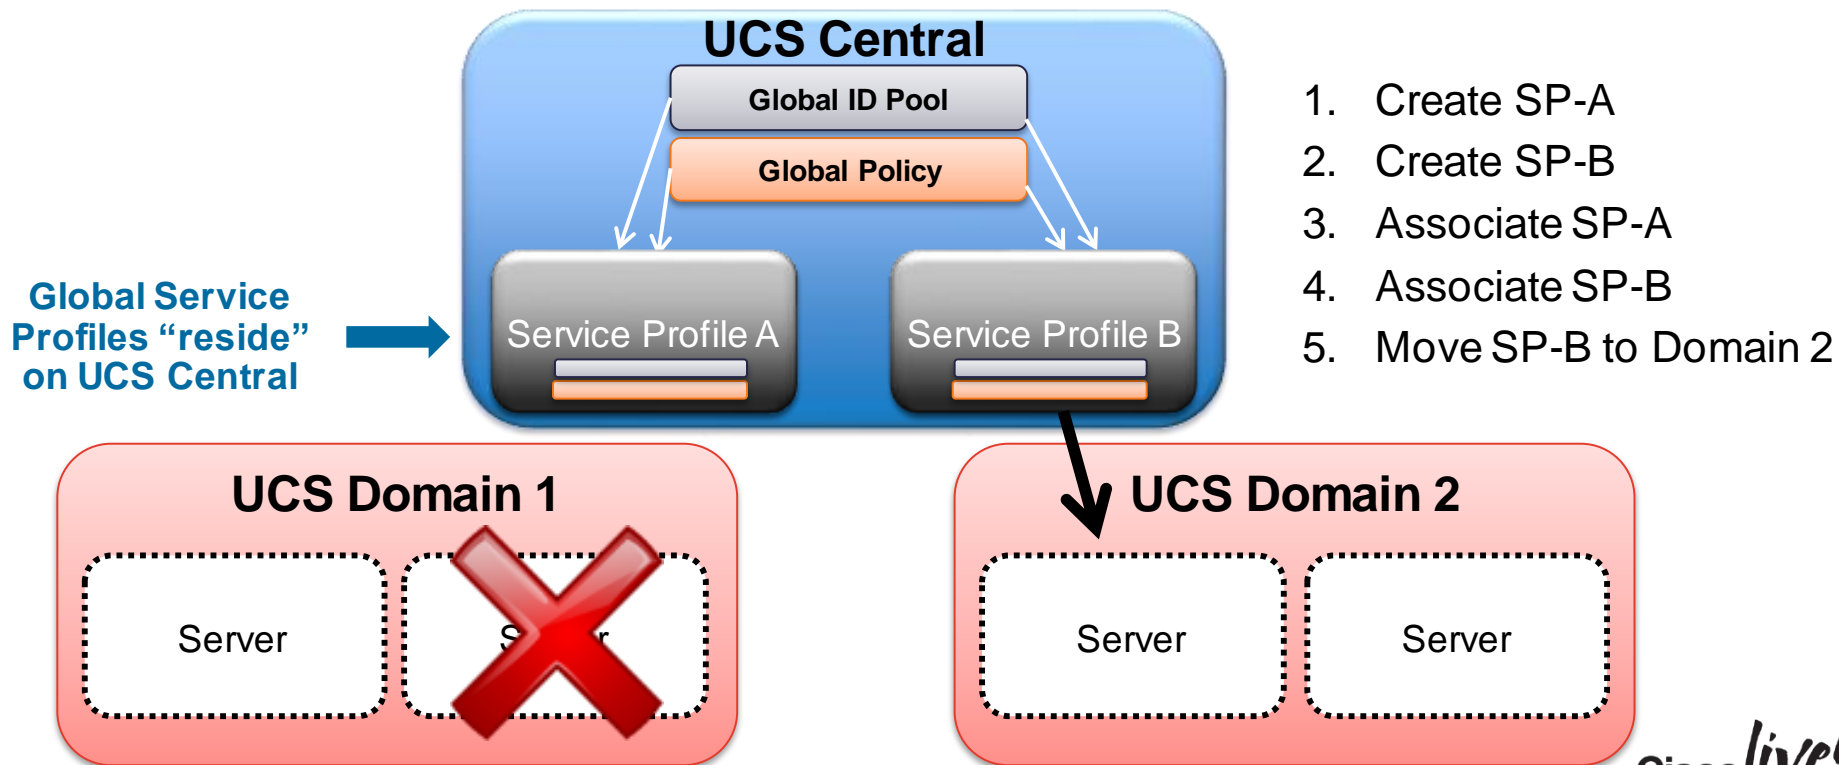 UCS Central
Global ID Pool
Global Policy
Service Profile A
Service Profile B
Global Service
Profiles “reside”
on UCS Central
1. Create SP-A
2. Create SP-B
3. Associate SP-A
4. Associate SP-B
5. Move SP-B to Domain 2
UCS Domain 1
Server
UCS Domain 2
Server
Server